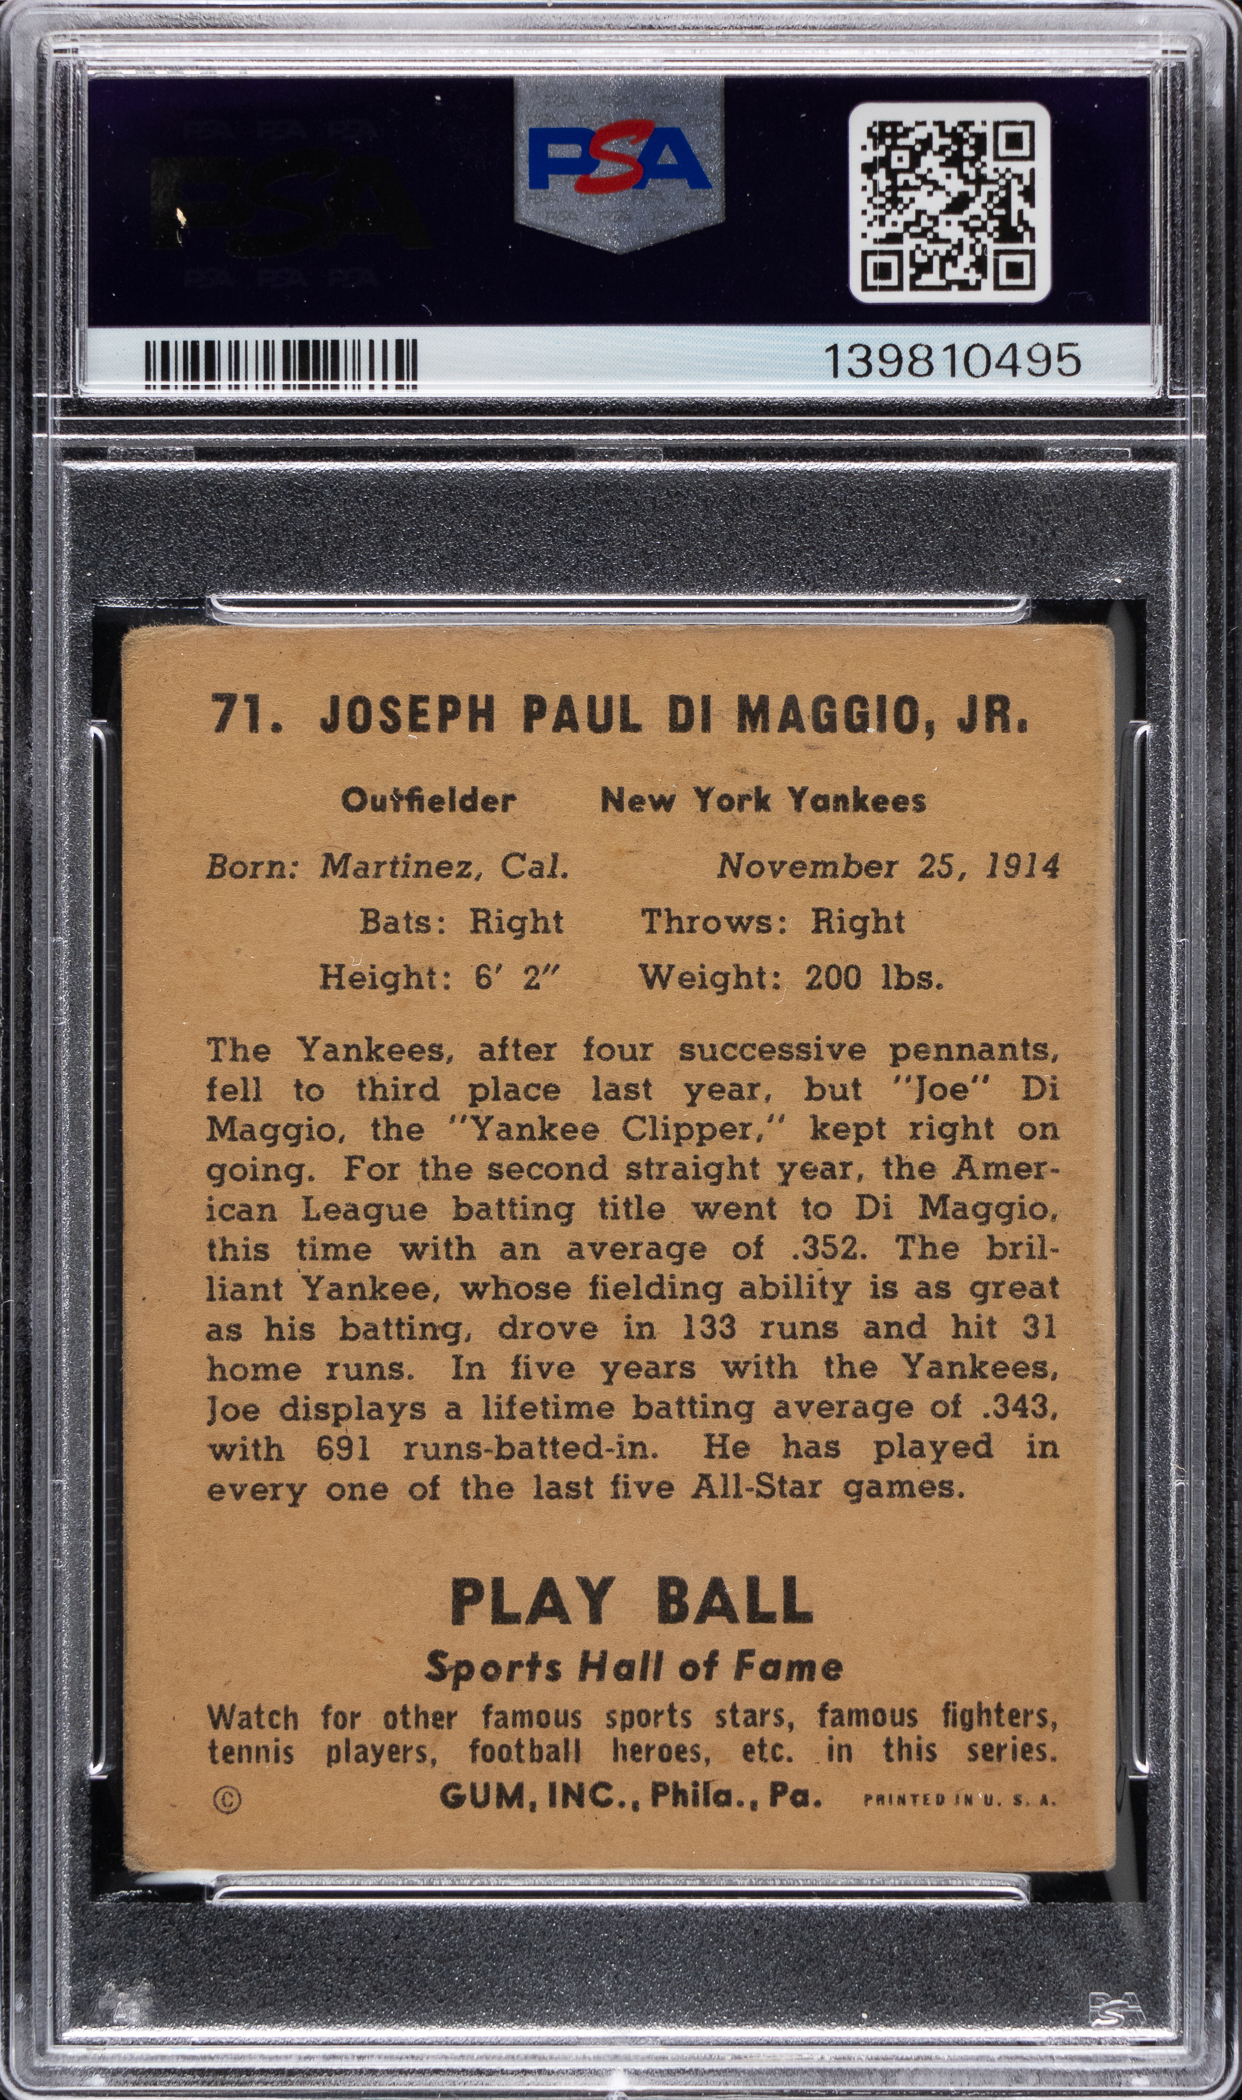 PSA
139810495
71. JOSEPH PAUL DI MAGGIO, JR.
Outfielder New York Yankees
Born: Martinez, Cal. November 25, 1914
Bats: Right Throws: Right
Height: 6' 2" Weight: 200 lbs.
The Yankees, after four successive pennants,
fell to third place last year, but "Joe" Di
Maggio, the "Yankee Clipper," kept right on
going. For the second straight year, the Amer-
ican League batting title went to Di Maggio,
this time with an average of .352. The bril-
liant Yankee, whose fielding ability is as great
as his batting, drove in 133 runs and hit 31
home runs. In five years with the Yankees,
Joe displays a lifetime batting average of .343,
with 691 runs-batted-in. He has played in
every one of the last five All-Star games.
PLAY BALL
Sports Hall of Fame
Watch for other famous sports stars, famous fighters,
tennis players, football heroes, etc. in this series.
© GUM, INC., Phila., Pa. PRINTED IN U. S. A.
PSA